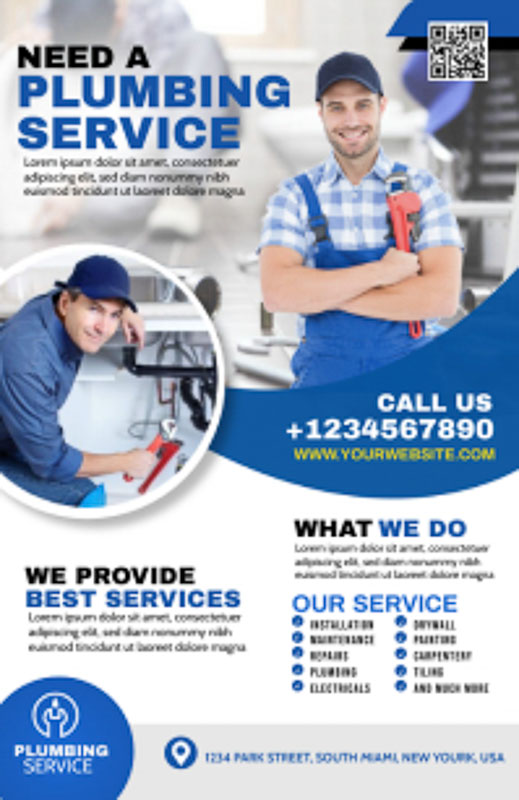 NEED A
PLUMBING
SERVICE
Lorem ipsum dolor sit amet, consectetuer
adipiscing elit, sed diam nonummy nibh
euismod tincidunt ut laoreet dolore magna
CALL US
+1234567890
WWW.YOURWEBSITE.COM
WHAT WE DO
Lorem ipsum dolor sit amet, consectetuer
adipiscing elit, sed diam nonummy nibh
euismod tincidunt ut laoreet dolore magna
WE PROVIDE
BEST SERVICES
Lorem ipsum dolor sit amet, consectetuer
adipiscing elit, sed diam nonummy nibh
euismod tincidunt ut laoreet dolore magna
OUR SERVICE
INSTALLATION
MAINTENANCE
REPAIRS
PLUMBING
ELECTRICALS
DRYWALL
PAINTING
CARPENTERY
TILING
AND MUCH MORE
PLUMBING
SERVICE
1234 PARK STREET, SOUTH MIAMI, NEW YOURK, USA